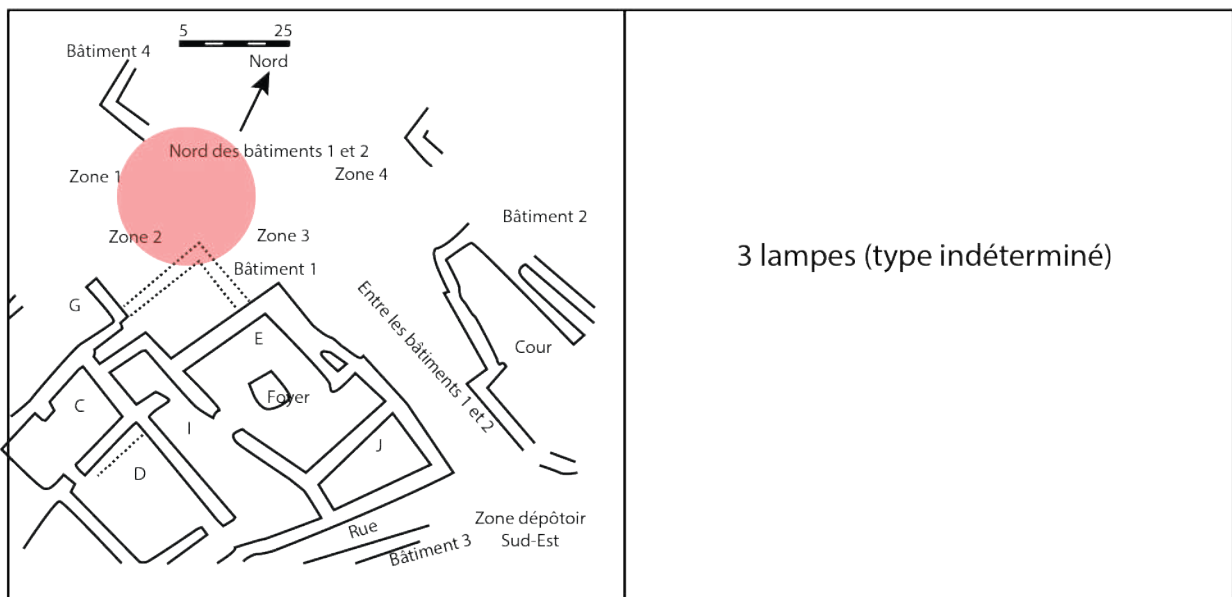 5 25
Bâtiment 4
Nord
Nord des bâtiments 1 et 2
Zone 1
Zone 4
Bâtiment 2
Zone 2
Zone 3
Bâtiment 1
G
Entre les bâtiments 1 et 2
E
Cour
Foyer
C
I
J
D
Rue
Zone dépôtoir
Sud-Est
Bâtiment 3
3 lampes (type indéterminé)